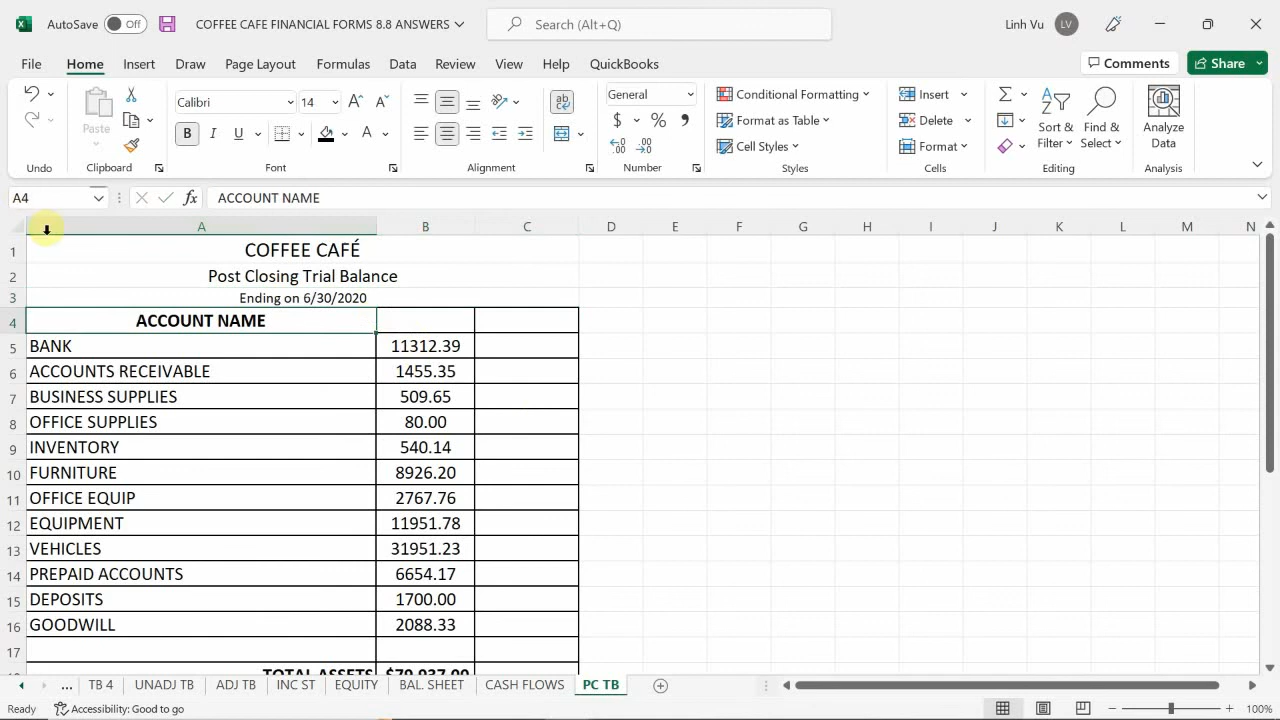 AutoSave Off COFFEE CAFE FINANCIAL FORMS 8.8 ANSWERS Search (Alt+Q) Linh Vu LV
File Home Insert Draw Page Layout Formulas Data Review View Help QuickBooks Comments Share
Paste Calibri 14 General Conditional Formatting Insert
B I U A $ % Format as Table Delete Sort & Filter Find & Select Analyze Data
Cell Styles Format
Undo Clipboard Font Alignment Number Styles Cells Editing Analysis
A4 fx ACCOUNT NAME
A B C D E F G H I J K L M N
1 COFFEE CAFÉ
2 Post Closing Trial Balance
3 Ending on 6/30/2020
4 ACCOUNT NAME
5 BANK 11312.39
6 ACCOUNTS RECEIVABLE 1455.35
7 BUSINESS SUPPLIES 509.65
8 OFFICE SUPPLIES 80.00
9 INVENTORY 540.14
10 FURNITURE 8926.20
11 OFFICE EQUIP 2767.76
12 EQUIPMENT 11951.78
13 VEHICLES 31951.23
14 PREPAID ACCOUNTS 6654.17
15 DEPOSITS 1700.00
16 GOODWILL 2088.33
17
TOTAL ASSETS $79,937.00
... TB 4 UNADJ TB ADJ TB INC ST EQUITY BAL. SHEET CASH FLOWS PC TB
Ready Accessibility: Good to go 100%